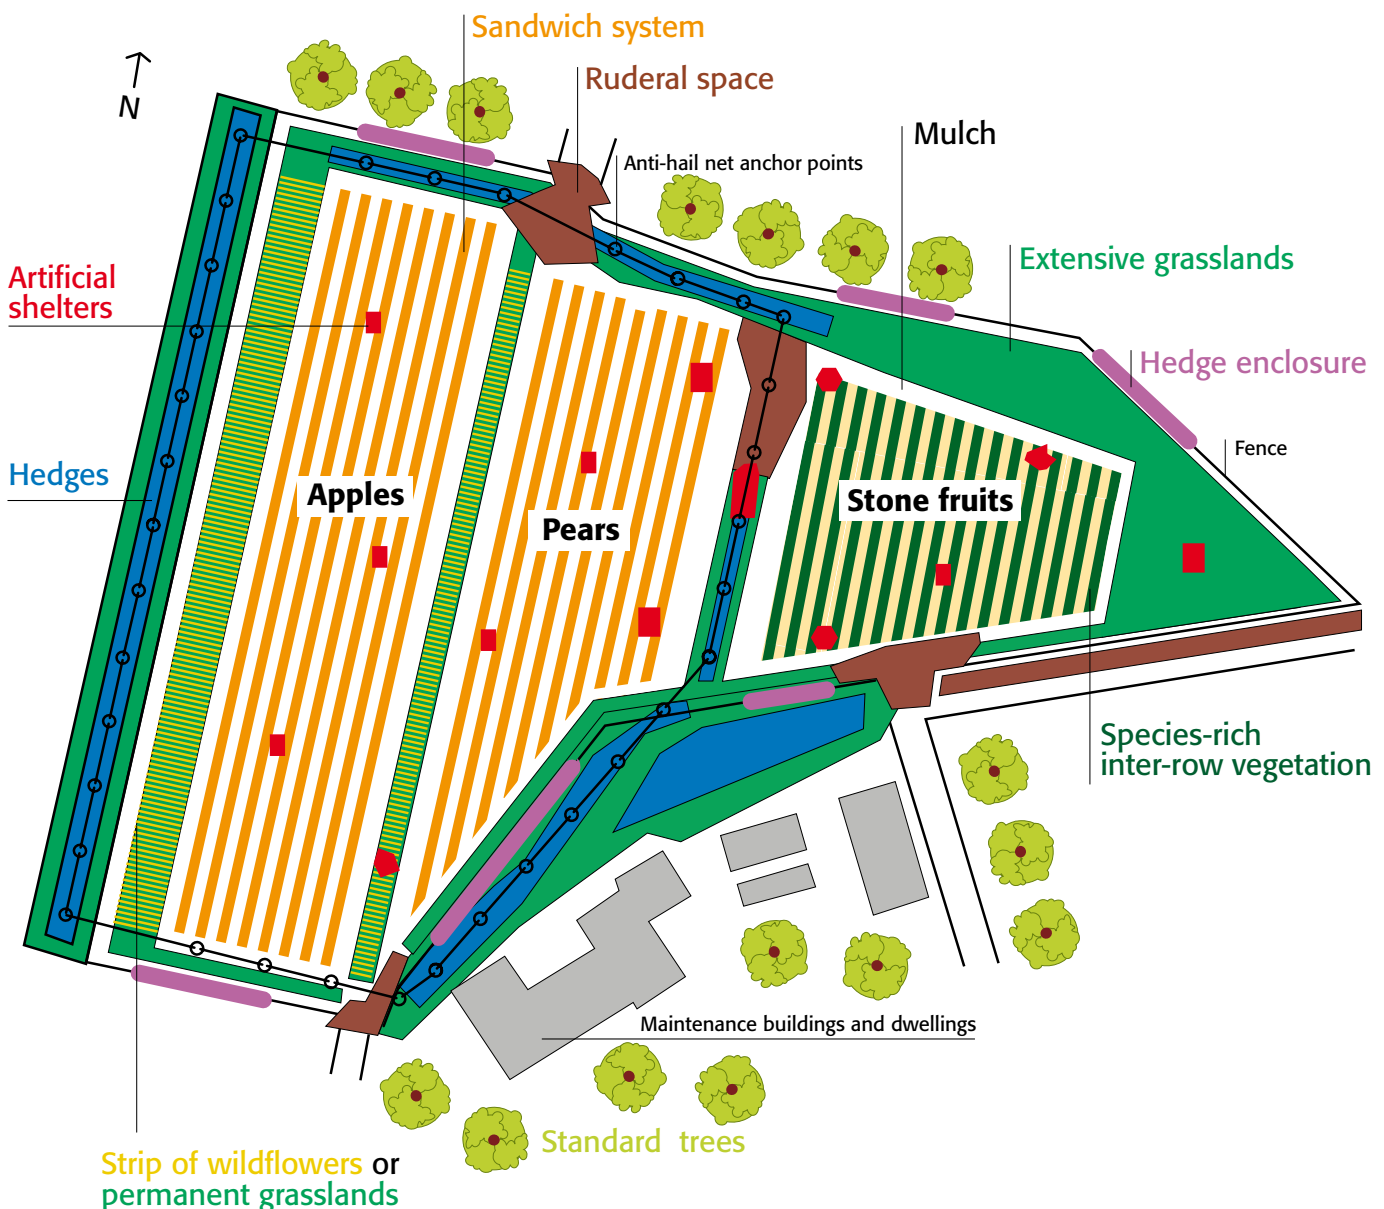 Sandwich system
Ruderal space
N
Mulch
Anti-hail net anchor points
Extensive grasslands
Artificial
shelters
Hedge enclosure
Fence
Hedges
Apples
Stone fruits
Pears
Species-rich
inter-row vegetation
Maintenance buildings and dwellings
Standard trees
Strip of wildflowers or
permanent grasslands